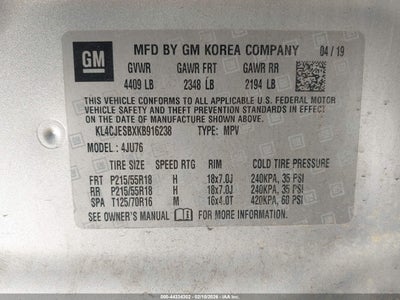 GM MFD BY GM KOREA COMPANY 04/19
GVWR GAWR FRT GAWR RR
4409 LB 2348 LB 2194 LB
THIS VEHICLE CONFORMS TO ALL APPLICABLE U.S. FEDERAL MOTOR
VEHICLE SAFETY, BUMPER, AND THEFT PREVENTION STANDARDS IN
EFFECT ON THE DATE OF MANUFACTURE SHOWN ABOVE.
KL4CJESBXKB916238 TYPE: MPV
MODEL: 4JU76
TIRE SIZE SPEED RTG RIM COLD TIRE PRESSURE
FRT P215/55R18 H 18x7.0J 240KPA, 35 PSI
RR P215/55R18 H 18x7.0J 240KPA, 35 PSI
SPA T125/70R16 M 16x4.0T 420KPA, 60 PSI
SEE OWNER'S MANUAL FOR MORE INFORMATION.